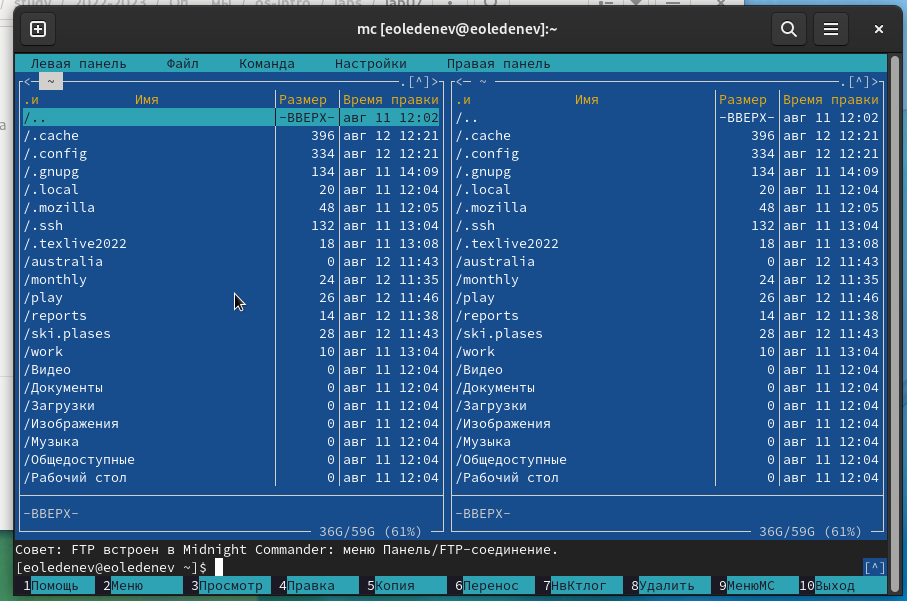 mc [eoledenev@eoledenev]:~
Левая панель Файл Команда Настройки Правая панель
<─ ~ .[^]> <─ ~ .[^]>
.и Имя Размер Время правки .и Имя Размер Время правки
/.. -ВВЕРХ- авг 11 12:02 /.. -ВВЕРХ- авг 11 12:02
/.cache 396 авг 12 12:21 /.cache 396 авг 12 12:21
/.config 334 авг 12 12:21 /.config 334 авг 12 12:21
/.gnupg 134 авг 11 14:09 /.gnupg 134 авг 11 14:09
/.local 20 авг 11 12:04 /.local 20 авг 11 12:04
/.mozilla 48 авг 11 12:05 /.mozilla 48 авг 11 12:05
/.ssh 132 авг 11 13:04 /.ssh 132 авг 11 13:04
/.texlive2022 18 авг 11 13:08 /.texlive2022 18 авг 11 13:08
/australia 0 авг 12 11:43 /australia 0 авг 12 11:43
/monthly 24 авг 12 11:35 /monthly 24 авг 12 11:35
/play 26 авг 12 11:46 /play 26 авг 12 11:46
/reports 14 авг 12 11:38 /reports 14 авг 12 11:38
/ski.plases 28 авг 12 11:43 /ski.plases 28 авг 12 11:43
/work 10 авг 11 13:04 /work 10 авг 11 13:04
/Видео 0 авг 11 12:04 /Видео 0 авг 11 12:04
/Документы 0 авг 11 12:04 /Документы 0 авг 11 12:04
/Загрузки 0 авг 11 12:04 /Загрузки 0 авг 11 12:04
/Изображения 0 авг 11 12:04 /Изображения 0 авг 11 12:04
/Музыка 0 авг 11 12:04 /Музыка 0 авг 11 12:04
/Общедоступные 0 авг 11 12:04 /Общедоступные 0 авг 11 12:04
/Рабочий стол 0 авг 11 12:04 /Рабочий стол 0 авг 11 12:04
-ВВЕРХ- -ВВЕРХ-
36G/59G (61%) 36G/59G (61%)
Совет: FTP встроен в Midnight Commander: меню Панель/FTP-соединение.
[eoledenev@eoledenev ~]$ [^]
1Помощь 2Меню 3Просмотр 4Правка 5Копия 6Перенос 7НвКтлог 8Удалить 9МенюМС 10Выход